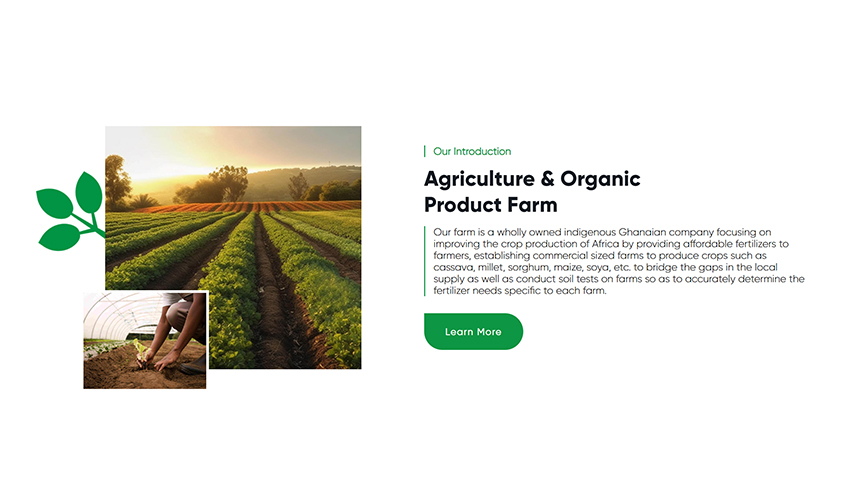 Our Introduction
Agriculture & Organic
Product Farm
Our farm is a wholly owned indigenous Ghanaian company focusing on
improving the crop production of Africa by providing affordable fertilizers to
farmers, establishing commercial sized farms to produce crops such as
cassava, millet, sorghum, maize, soya, etc. to bridge the gaps in the local
supply as well as conduct soil tests on farms so as to accurately determine the
fertilizer needs specific to each farm.
Learn More